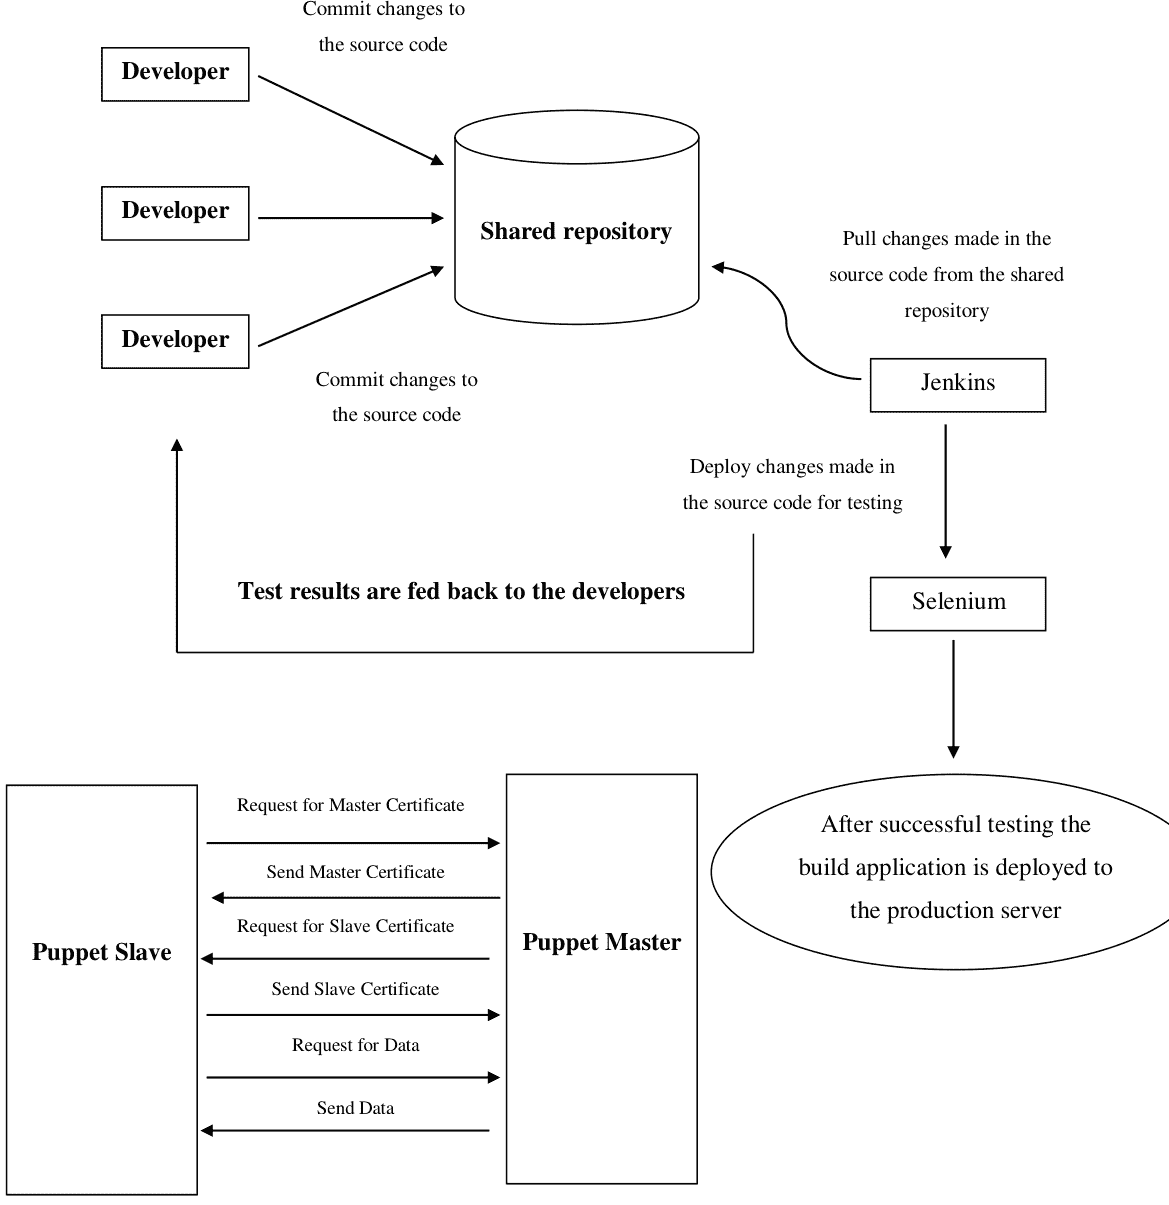 Commit changes to
the source code
Developer
Developer
Shared repository
Pull changes made in the
source code from the shared
repository
Developer
Commit changes to
the source code
Jenkins
Deploy changes made in
the source code for testing
Test results are fed back to the developers
Selenium
Request for Master Certificate
Send Master Certificate
Request for Slave Certificate
Puppet Slave
Puppet Master
Send Slave Certificate
Request for Data
Send Data
After successful testing the
build application is deployed to
the production server